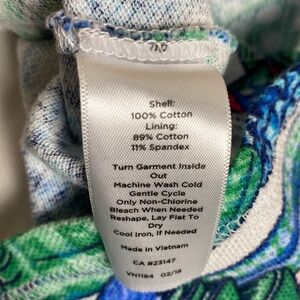 Shell:
100% Cotton
Lining:
89% Cotton
11% Spandex
Turn Garment Inside
Out
Machine Wash Cold
Gentle Cycle
Only Non-Chlorine
Bleach When Needed
Reshape, Lay Flat To
Dry
Cool Iron, If Needed
Made in Vietnam
CA #23147
VN1184 02/18